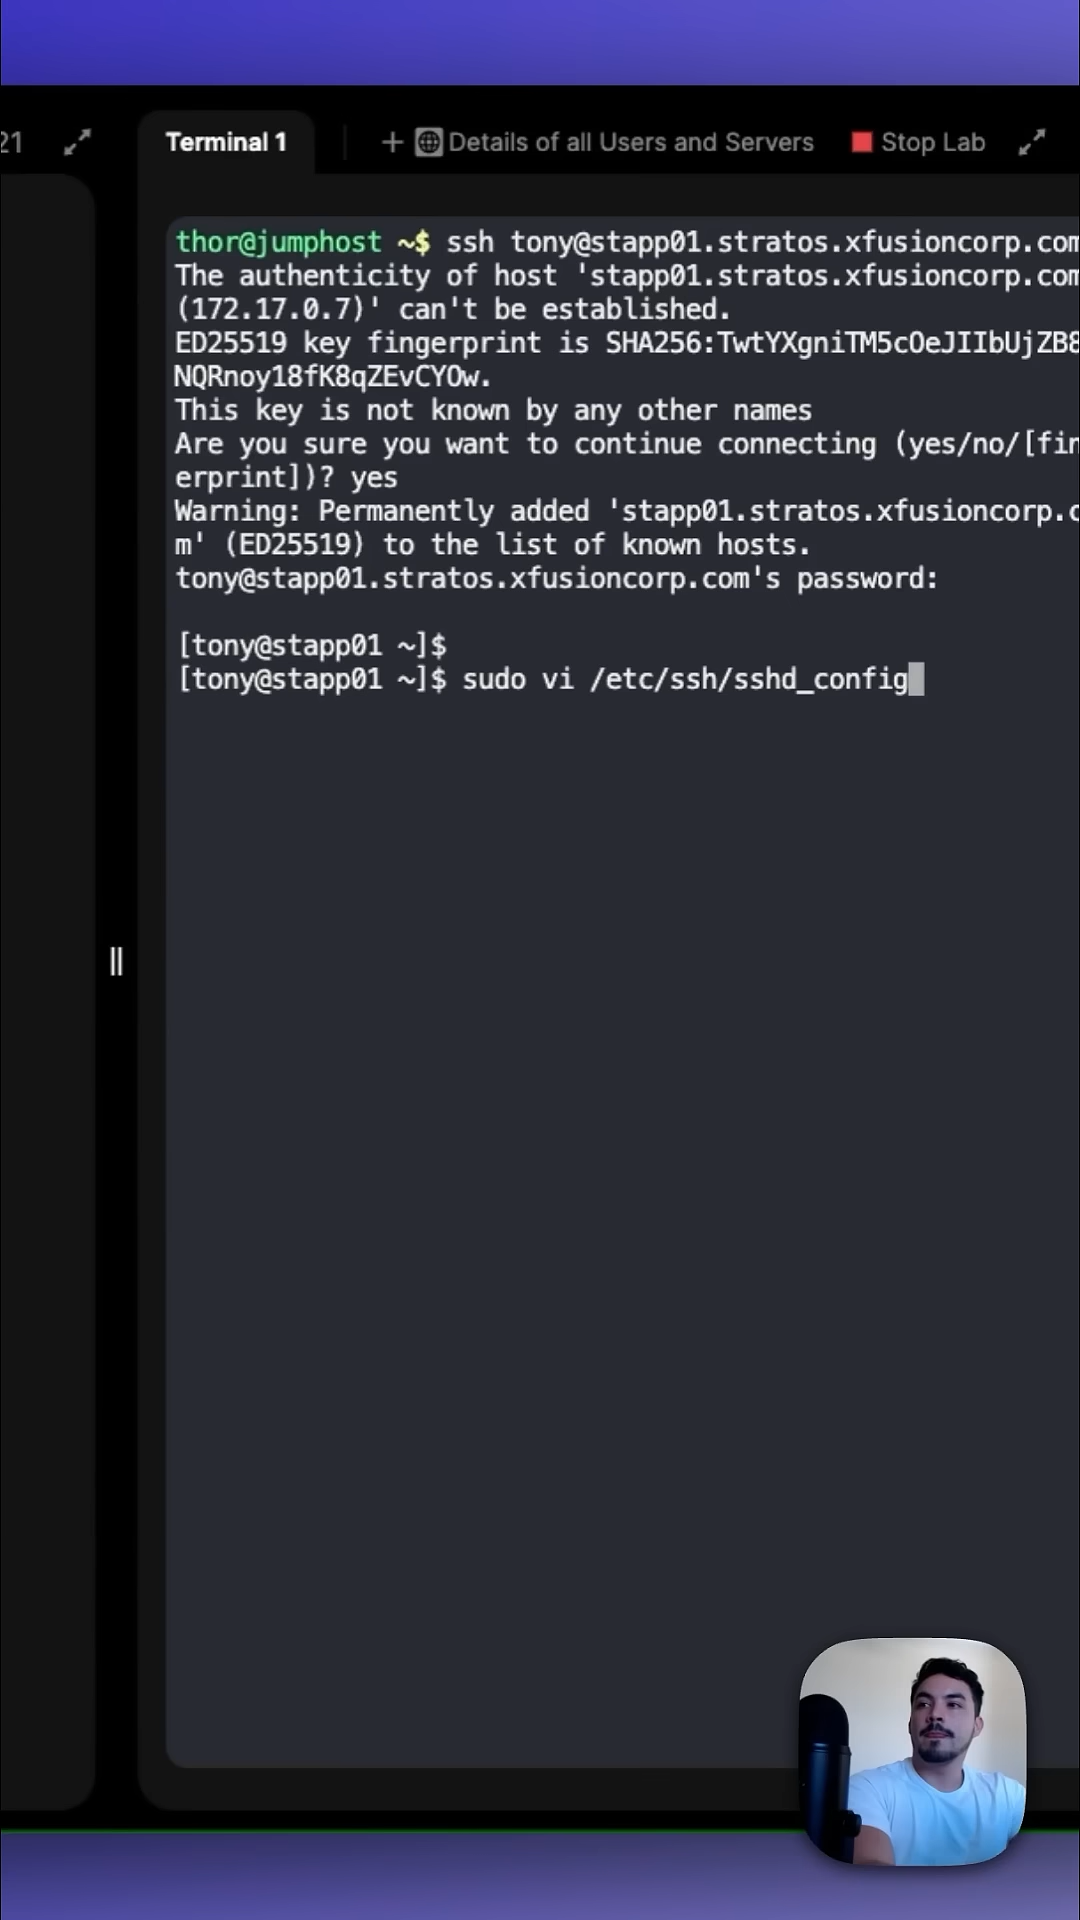 21
Terminal 1
+ Details of all Users and Servers
Stop Lab
thor@jumphost ~$ ssh tony@stapp01.stratos.xfusioncorp.com
The authenticity of host 'stapp01.stratos.xfusioncorp.com
(172.17.0.7)' can't be established.
ED25519 key fingerprint is SHA256:TwtYXgniTM5cOeJIIbUjZB8
NQRnoy18fK8qZEvCYOw.
This key is not known by any other names
Are you sure you want to continue connecting (yes/no/[fin
erprint])? yes
Warning: Permanently added 'stapp01.stratos.xfusioncorp.c
m' (ED25519) to the list of known hosts.
tony@stapp01.stratos.xfusioncorp.com's password:
[tony@stapp01 ~]$
[tony@stapp01 ~]$ sudo vi /etc/ssh/sshd_config